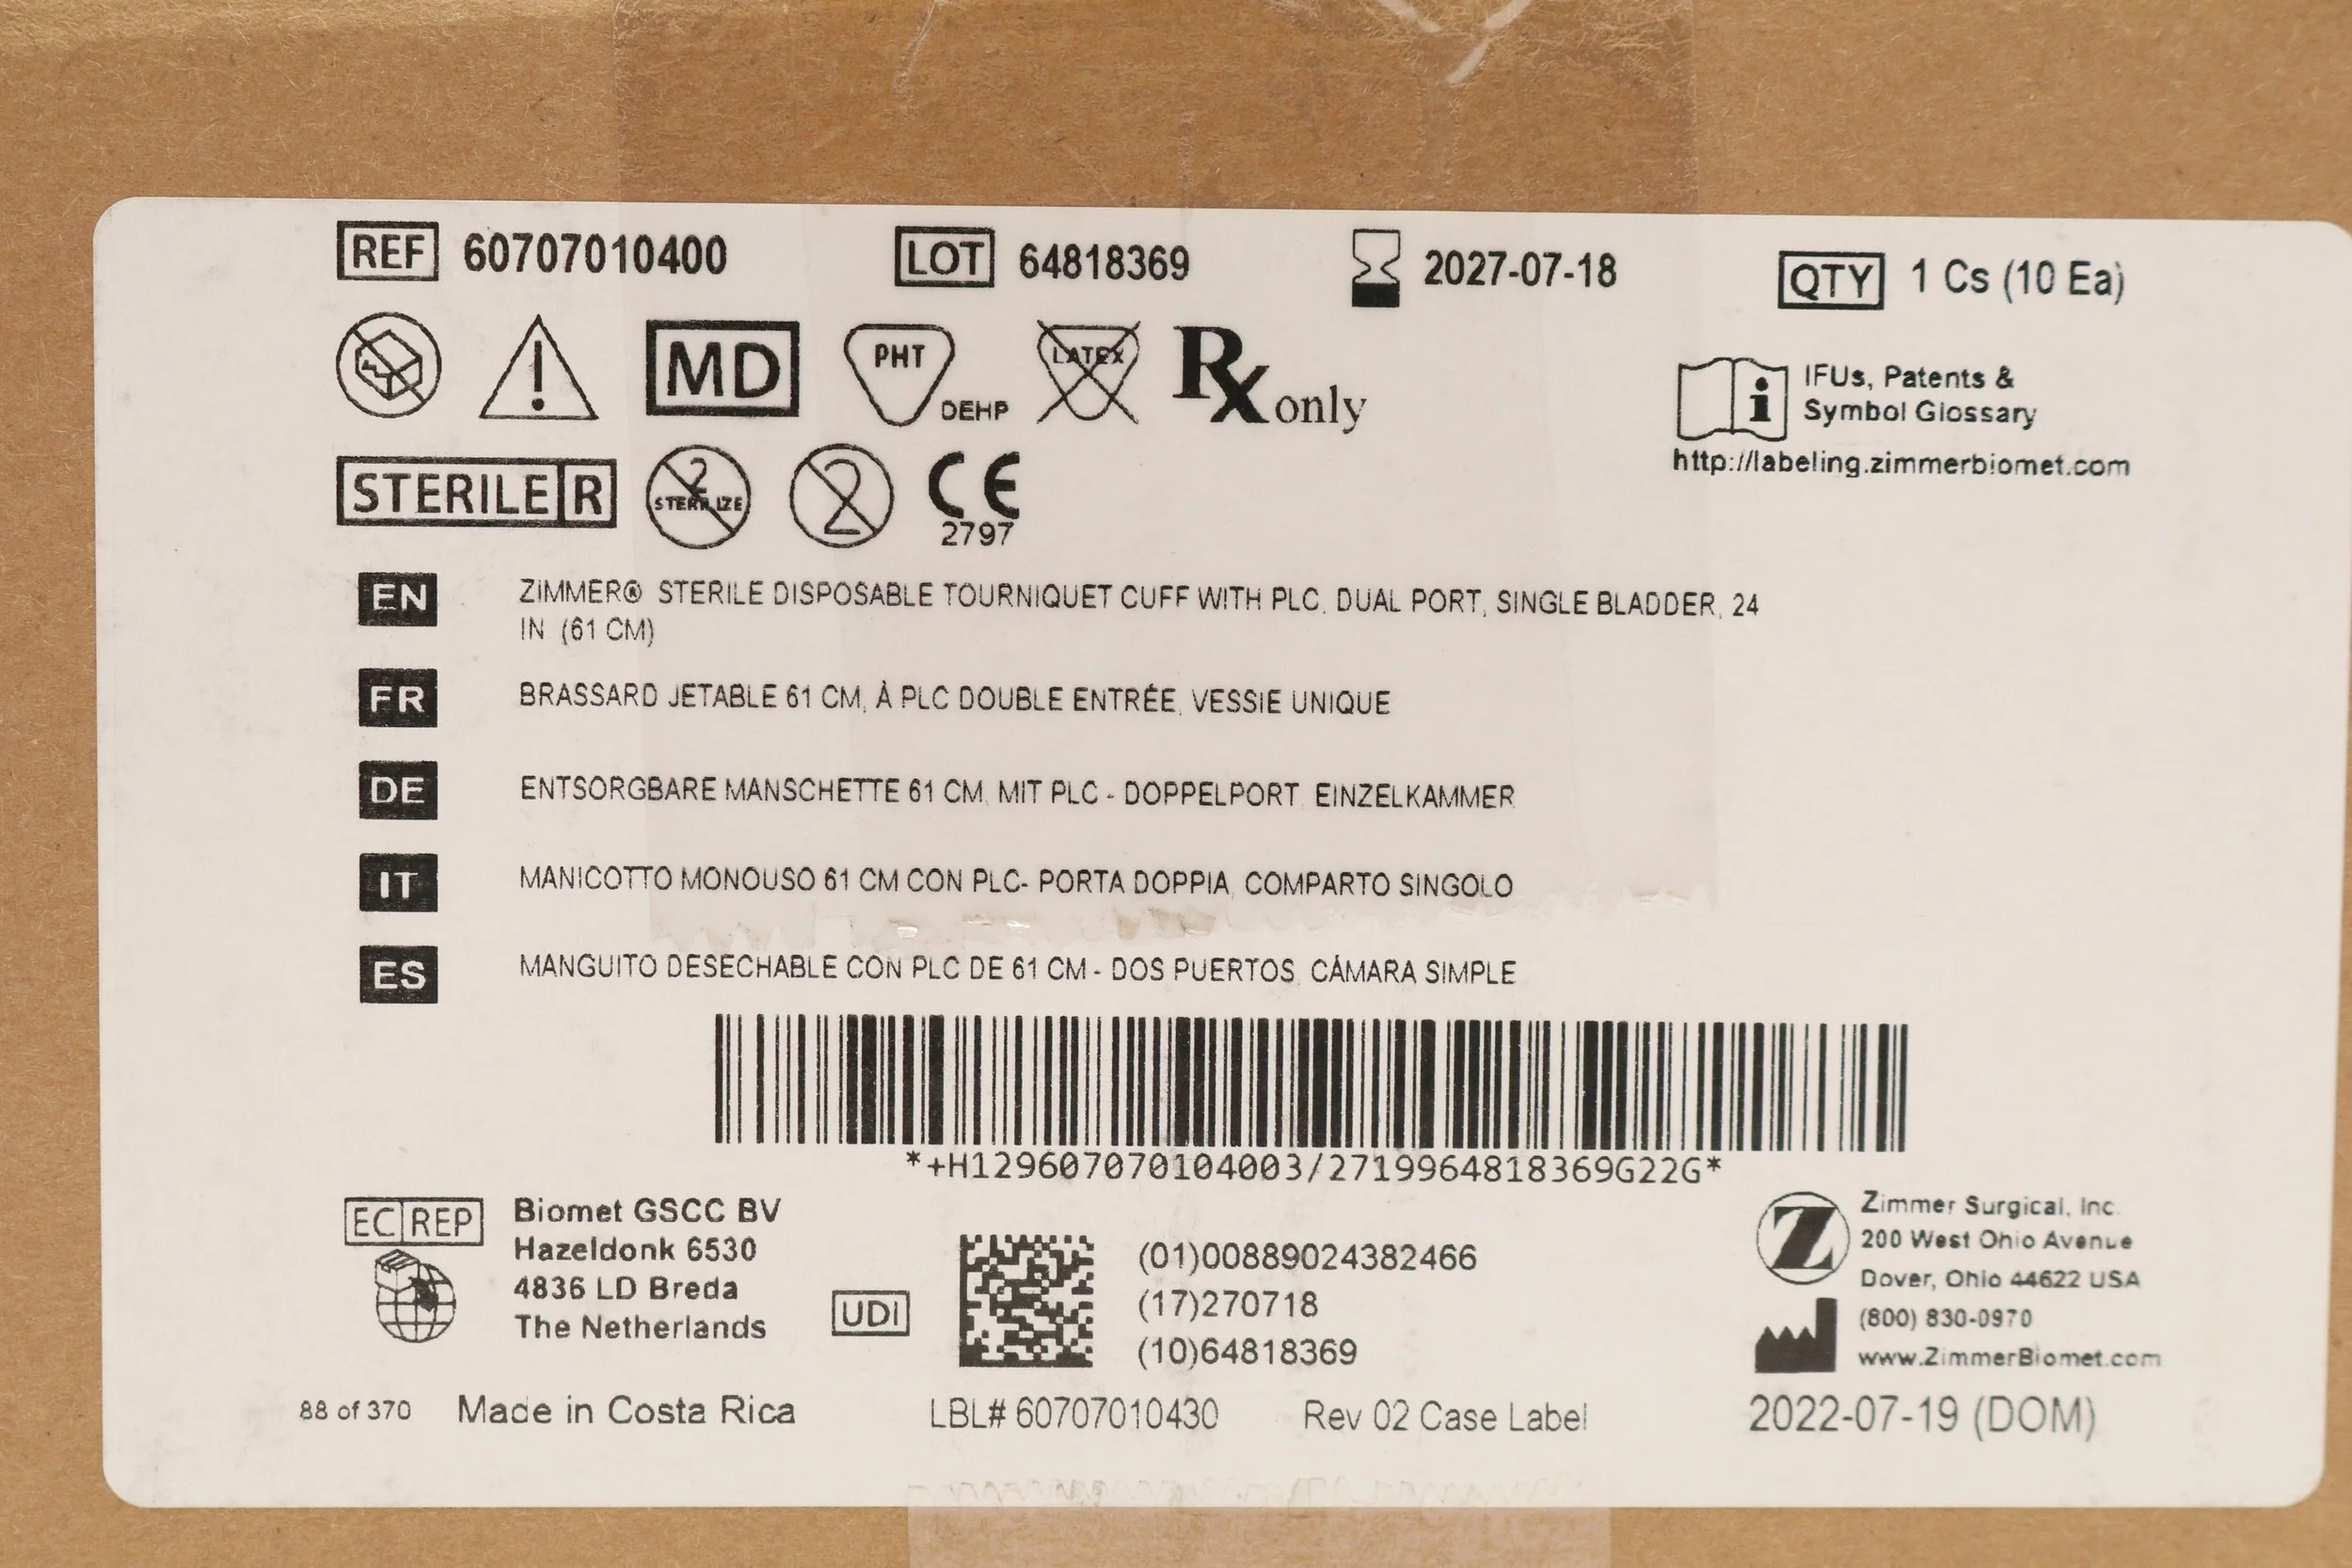 REF 60707010400 LOT 64818369 2027-07-18 QTY 1 Cs (10 Ea)
MD PHT DEHP LATEX Rx only
IFUs, Patents &
Symbol Glossary
http://labeling.zimmerbiomet.com
STERILE R 2 STERILIZE 2 CE
2797
EN ZIMMER® STERILE DISPOSABLE TOURNIQUET CUFF WITH PLC, DUAL PORT, SINGLE BLADDER, 24
IN (61 CM)
FR BRASSARD JETABLE 61 CM, À PLC DOUBLE ENTRÉE, VESSIE UNIQUE
DE ENTSORGBARE MANSCHETTE 61 CM, MIT PLC - DOPPELPORT, EINZELKAMMER
IT MANICOTTO MONOUSO 61 CM CON PLC- PORTA DOPPIA, COMPARTO SINGOLO
ES MANGUITO DESECHABLE CON PLC DE 61 CM - DOS PUERTOS, CÁMARA SIMPLE
*+H129607070104003/2719964818369G22G*
EC REP
Biomet GSCC BV
Hazeldonk 6530
4836 LD Breda
The Netherlands
UDI
(01)00889024382466
(17)270718
(10)64818369
Z
Zimmer Surgical, Inc.
200 West Ohio Avenue
Dover, Ohio 44622 USA
(800) 830-0970
www.ZimmerBiomet.com
88 of 370 Made in Costa Rica LBL# 60707010430 Rev 02 Case Label 2022-07-19 (DOM)